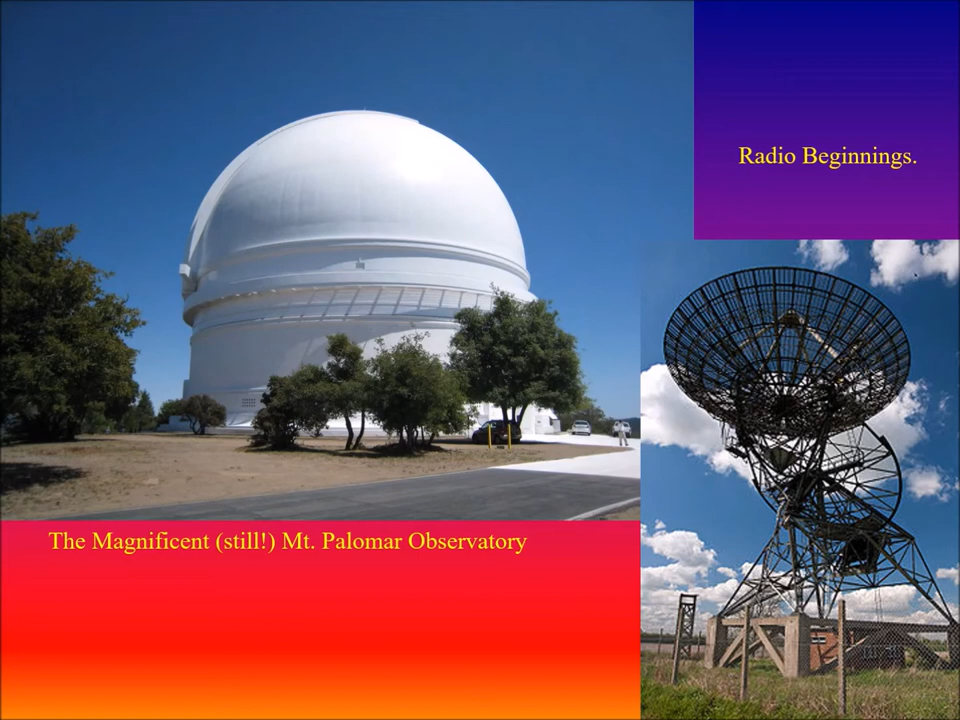 Radio Beginnings.
The Magnificent (still!) Mt. Palomar Observatory